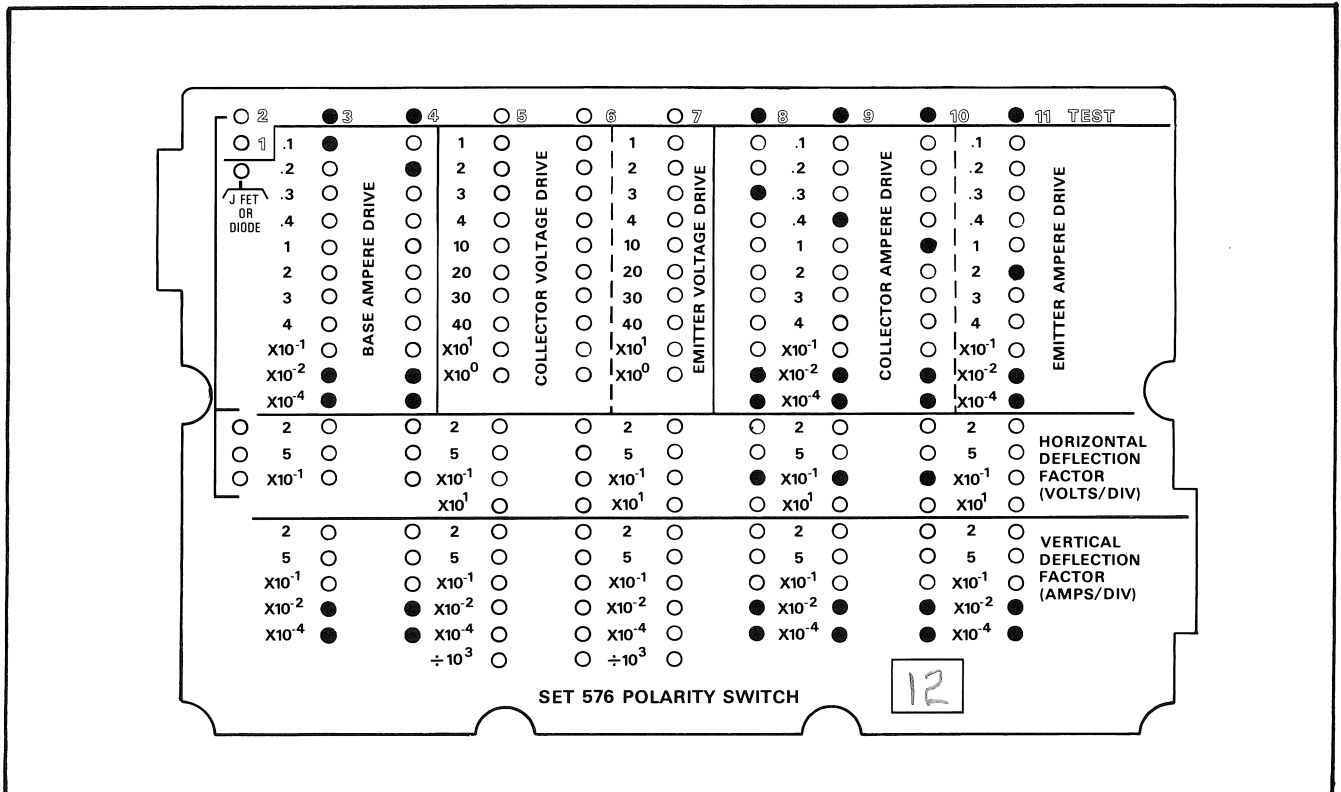 2 3 4 5 6 7 8 9 10 11 TEST
1 .1 1 1 .1 .1
.2 2 2 .2 .2
.3 3 3 .3 .3
.4 4 4 .4 .4
1 10 10 1 1
2 20 20 2 2
3 30 30 3 3
4 40 40 4 4
X10⁻¹ X10¹ X10¹ X10⁻¹ X10⁻¹
X10⁻² X10⁰ X10⁰ X10⁻² X10⁻²
X10⁻⁴ X10⁻⁴ X10⁻⁴
J FET
OR
DIODE
BASE AMPERE DRIVE
COLLECTOR VOLTAGE DRIVE
EMITTER VOLTAGE DRIVE
COLLECTOR AMPERE DRIVE
EMITTER AMPERE DRIVE
2 2 2 2 2
5 5 5 5 5
X10⁻¹ X10⁻¹ X10⁻¹ X10⁻¹ X10⁻¹
X10¹ X10¹ X10¹ X10¹
HORIZONTAL
DEFLECTION
FACTOR
(VOLTS/DIV)
2 2 2 2 2
5 5 5 5 5
X10⁻¹ X10⁻¹ X10⁻¹ X10⁻¹ X10⁻¹
X10⁻² X10⁻² X10⁻² X10⁻² X10⁻²
X10⁻⁴ X10⁻⁴ X10⁻⁴ X10⁻⁴ X10⁻⁴
÷10³ ÷10³
VERTICAL
DEFLECTION
FACTOR
(AMPS/DIV)
SET 576 POLARITY SWITCH
12